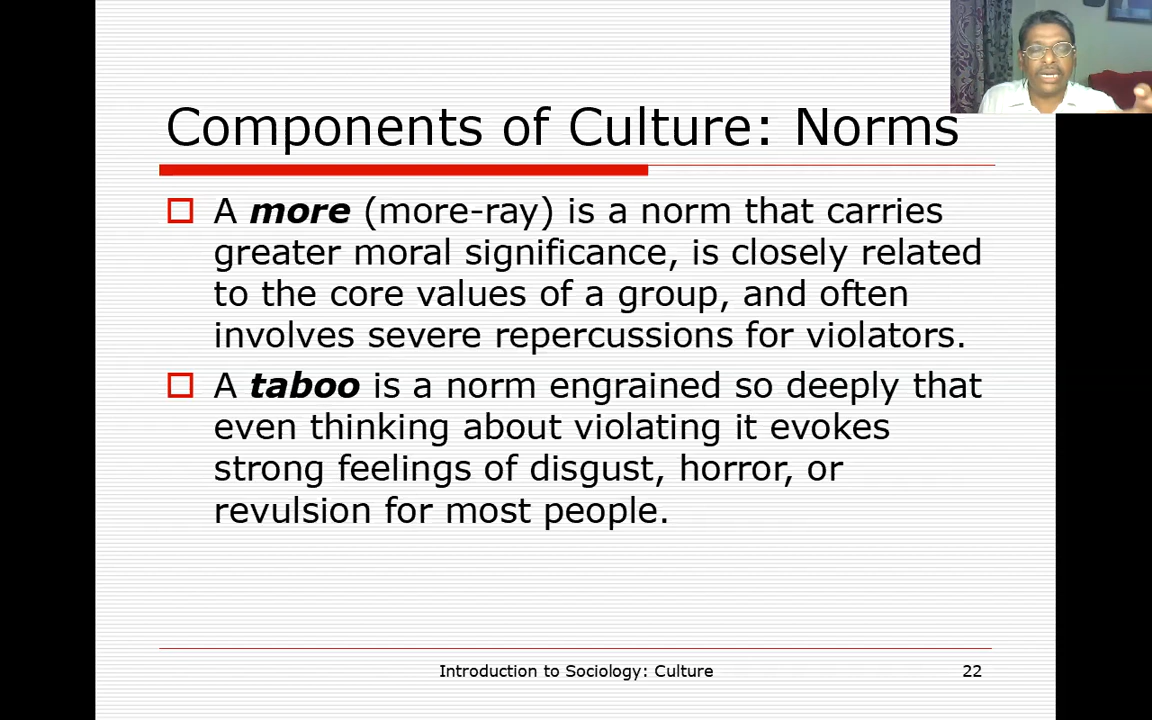 Components of Culture: Norms
A more (more-ray) is a norm that carries
greater moral significance, is closely related
to the core values of a group, and often
involves severe repercussions for violators.
A taboo is a norm engrained so deeply that
even thinking about violating it evokes
strong feelings of disgust, horror, or
revulsion for most people.
Introduction to Sociology: Culture
22